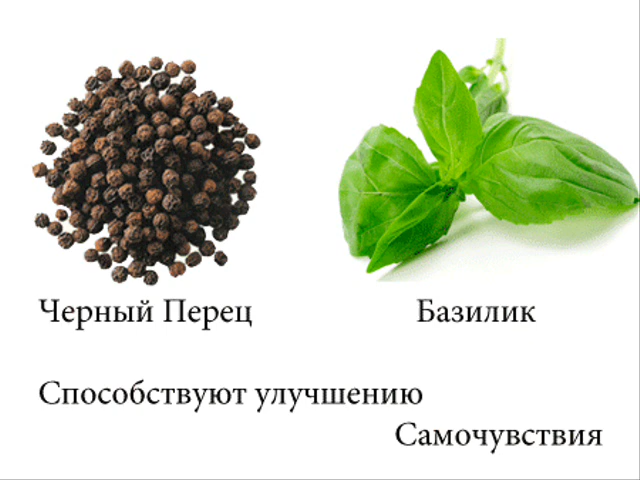 Черный Перец
Базилик
Способствуют улучшению
Самочувствия